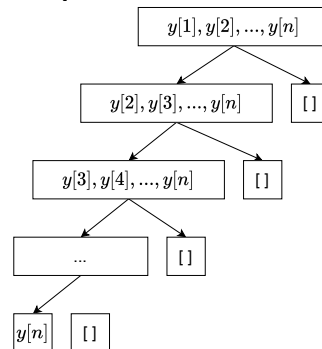 y[1], y[2], ..., y[n]
y[2], y[3], ..., y[n] [ ]
y[3], y[4], ..., y[n] [ ]
... [ ]
y[n] [ ]